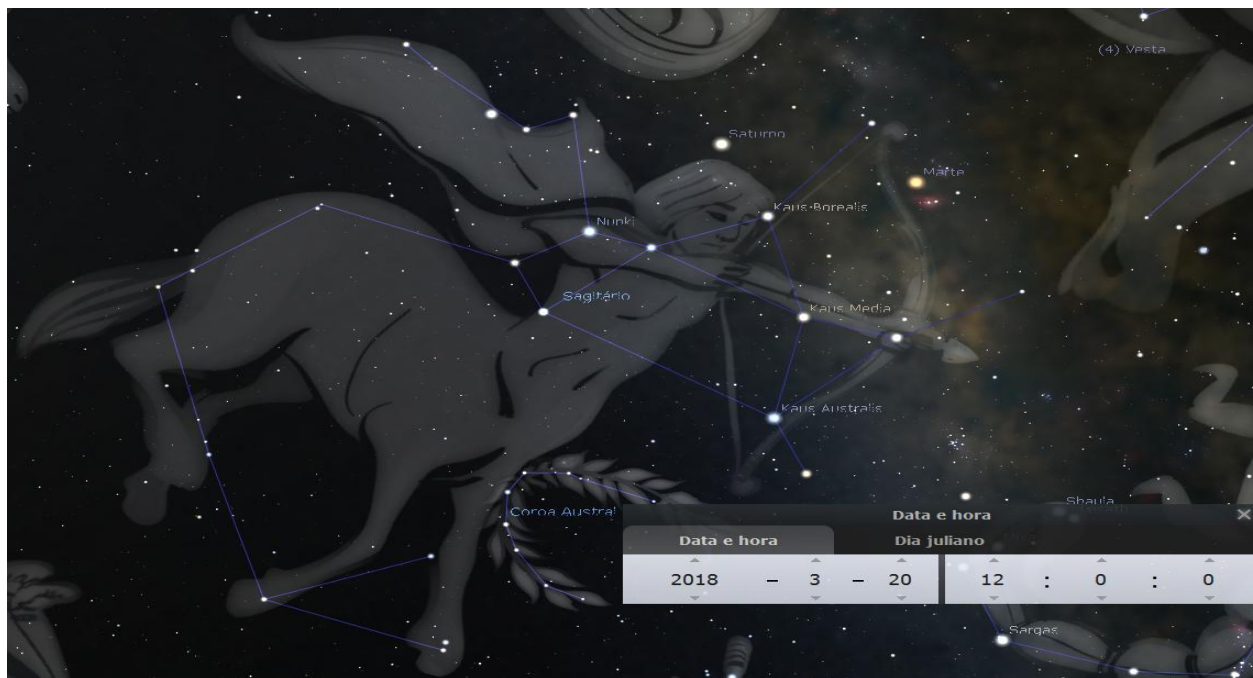 (4) Vesta
Saturno
Marte
Kaus Borealis
Nunki
Sagitário
Kaus Media
Kaus Australis
Shaula
Coroa Austral
Data e hora
×
Data e hora
Dia juliano
2018 – 3 – 20 12 : 0 : 0
Sargas